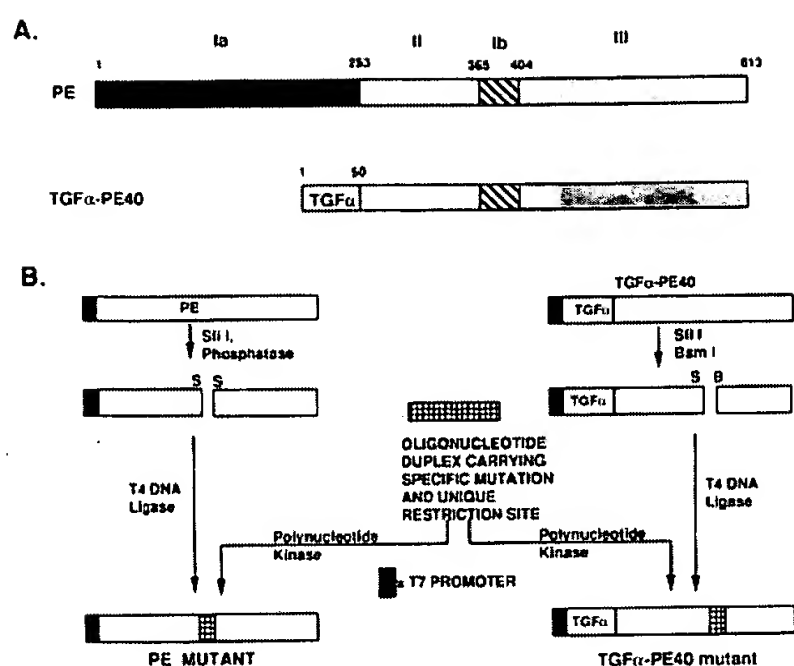 A.
Ia II Ib III
1 253 365 404 613
PE
1 50
TGFα-PE40 TGFα
B.
TGFα-PE40
PE TGFα
Sfi I,
Phosphatase
Sfi I
Bam I
S S S B
TGFα
OLIGONUCLEOTIDE
DUPLEX CARRYING
SPECIFIC MUTATION
AND UNIQUE
RESTRICTION SITE
T4 DNA
Ligase
T4 DNA
Ligase
Polynucleotide
Kinase
Polynucleotide
Kinase
= T7 PROMOTER
TGFα
PE MUTANT TGFα-PE40 mutant